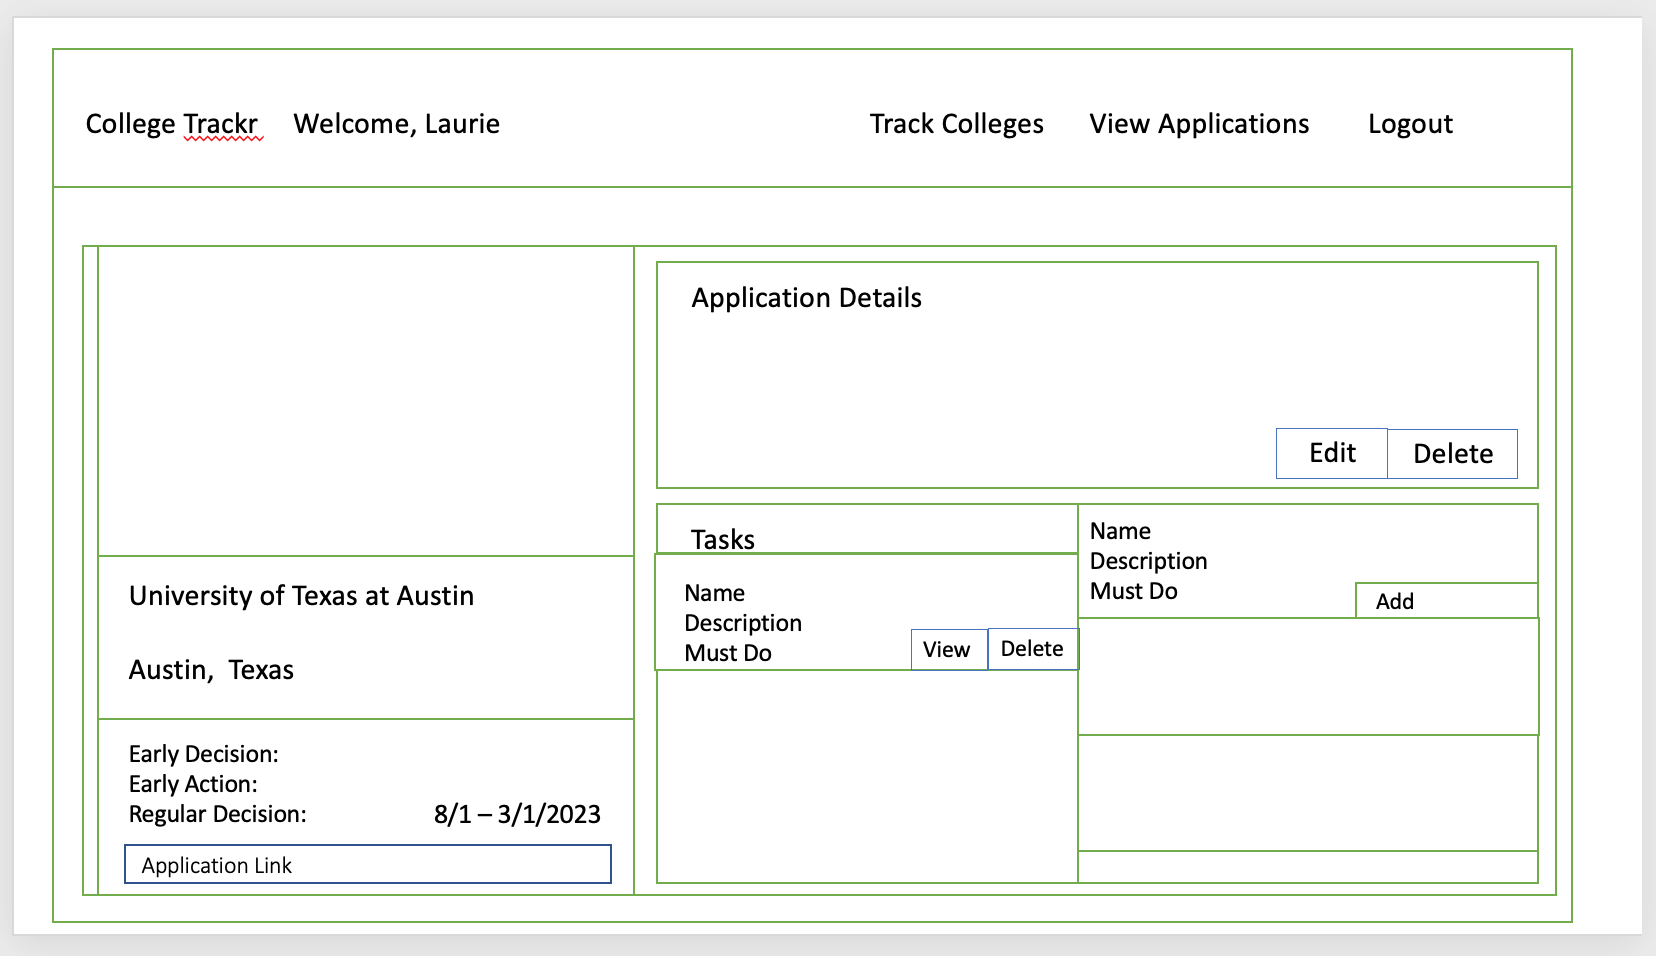 College Trackr Welcome, Laurie Track Colleges View Applications Logout
University of Texas at Austin
Austin, Texas
Early Decision:
Early Action:
Regular Decision: 8/1 – 3/1/2023
Application Link
Application Details
Edit Delete
Tasks
Name
Description
Must Do
View Delete
Name
Description
Must Do
Add